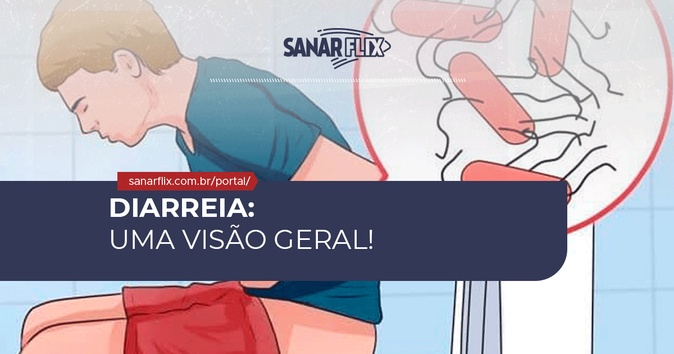 SANARFLIX
sanarflix.com.br/portal/
DIARREIA:
UMA VISÃO GERAL!